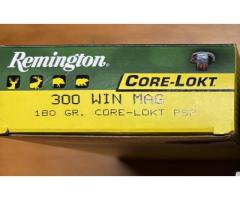 Remington
CORE-LOKT
300 WIN MAG
180 GR. CORE-LOKT PSP